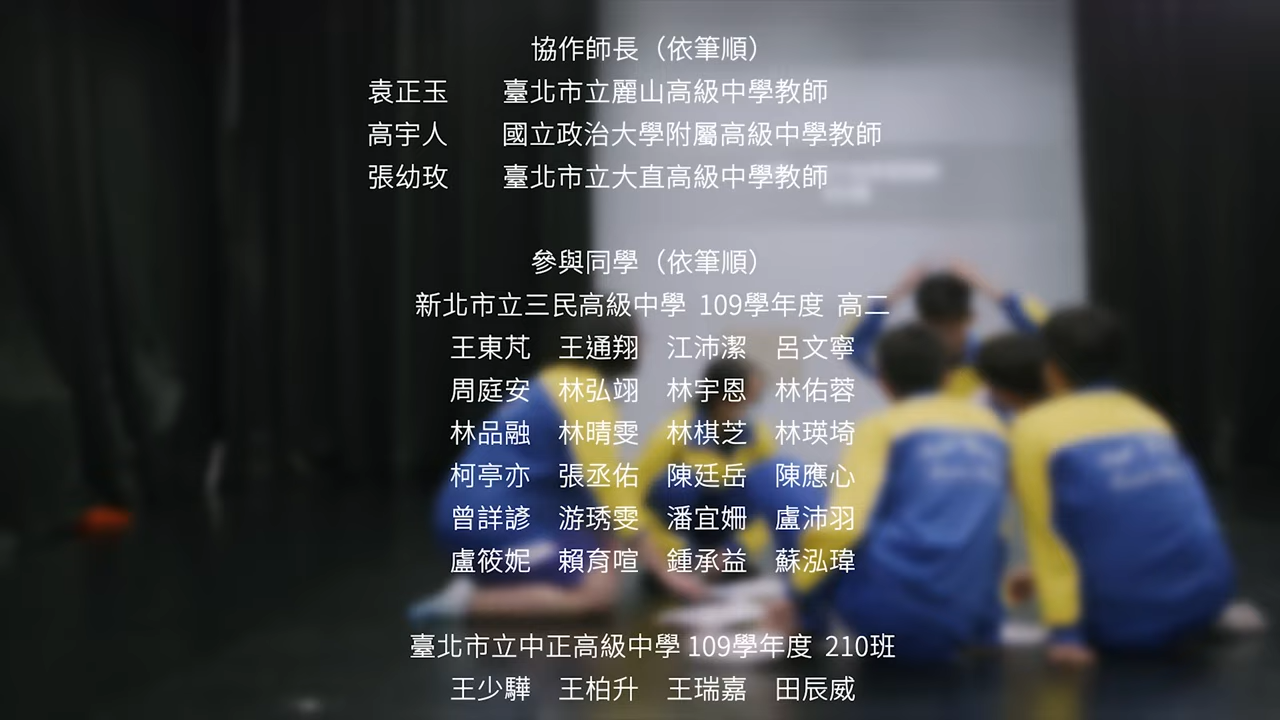 協作師長（依筆順）
袁正玉 臺北市立麗山高級中學教師
高宇人 國立政治大學附屬高級中學教師
張幼玫 臺北市立大直高級中學教師
參與同學（依筆順）
新北市立三民高級中學 109學年度 高二
王東芃 王通翔 江沛潔 呂文寧
周庭安 林弘翊 林宇恩 林佑蓉
林品融 林晴雯 林棋芝 林瑛埼
柯亭亦 張丞佑 陳廷岳 陳應心
曾詳諺 游琇雯 潘宜姍 盧沛羽
盧筱妮 賴育喧 鍾承益 蘇泓瑋
臺北市立中正高級中學 109學年度 210班
王少驊 王柏升 王瑞嘉 田辰威